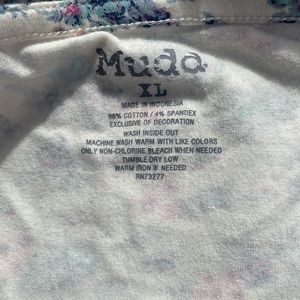 Mudd
XL
MADE IN INDONESIA
96% COTTON / 4% SPANDEX
EXCLUSIVE OF DECORATION
WASH INSIDE OUT
MACHINE WASH WARM WITH LIKE COLORS
ONLY NON-CHLORINE BLEACH WHEN NEEDED
TUMBLE DRY LOW
WARM IRON IF NEEDED
RN73277